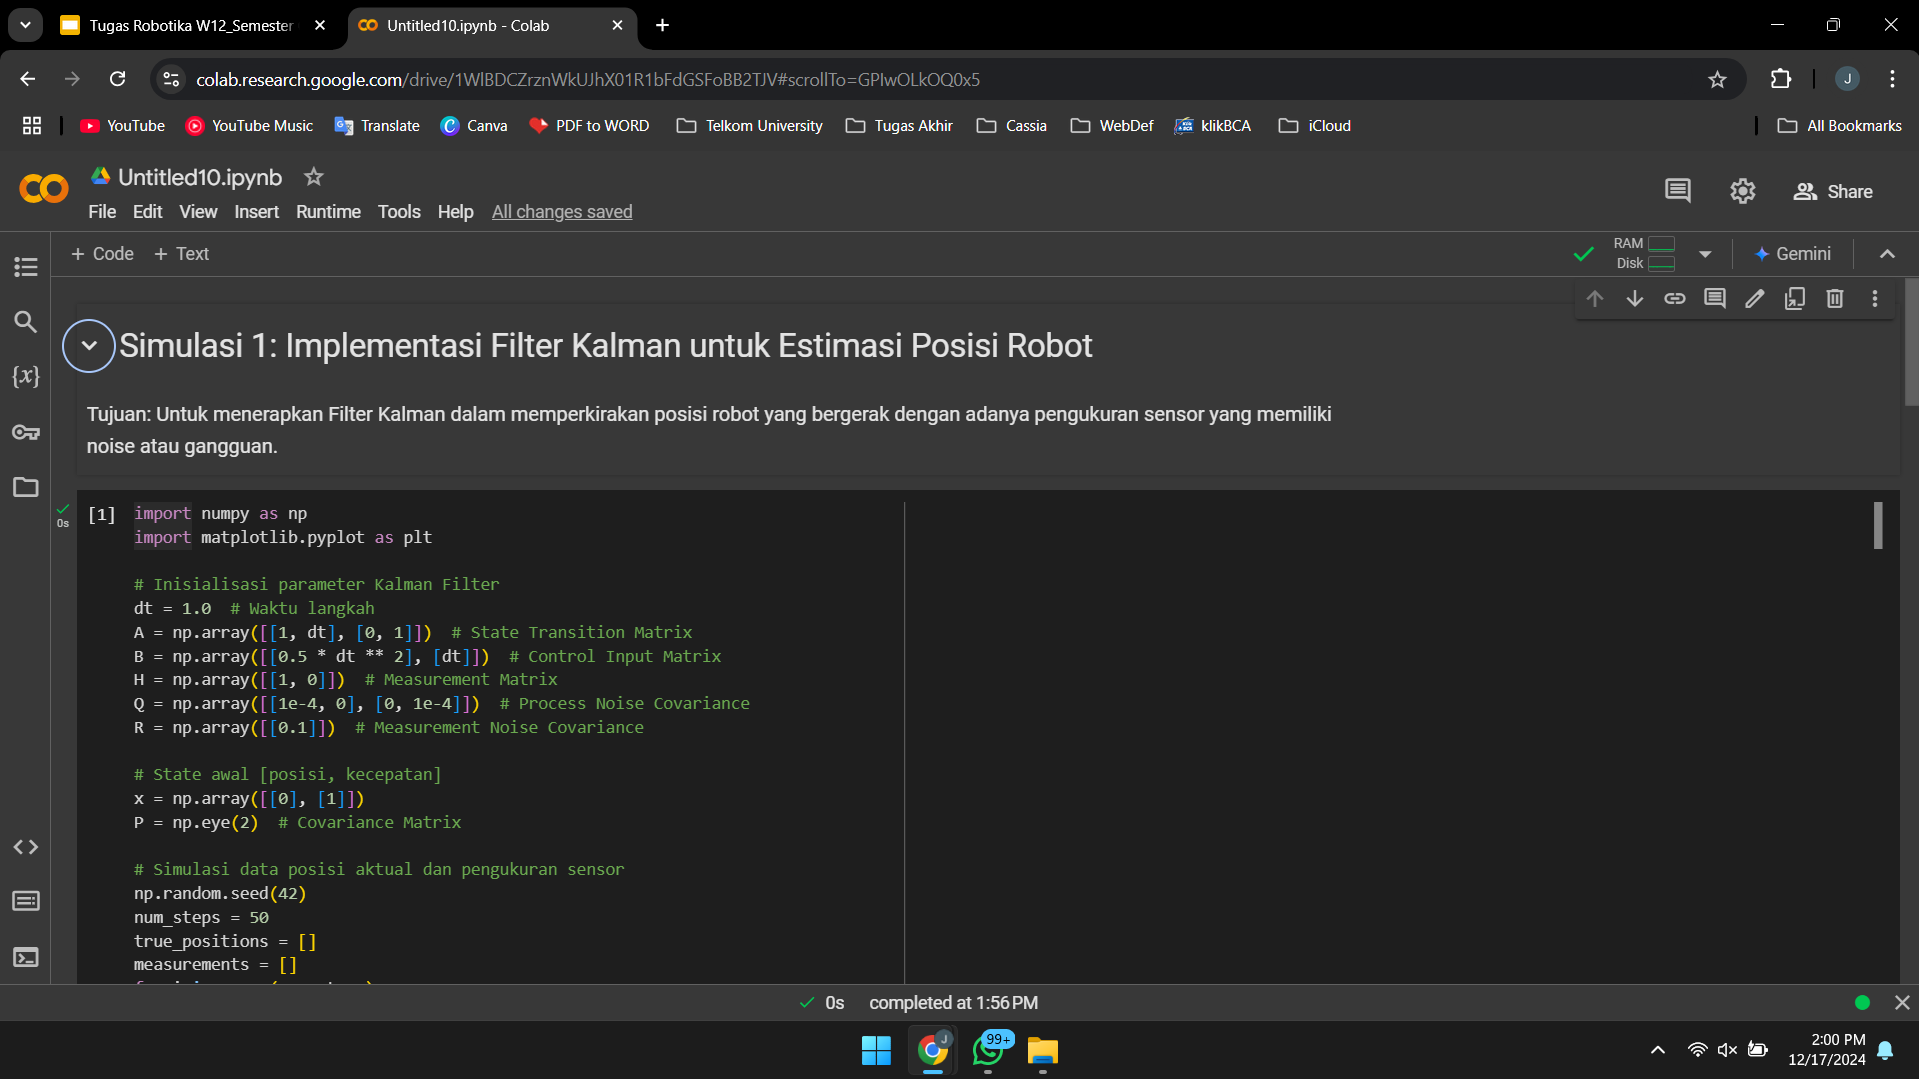 Tugas Robotika W12_Semester
Untitled10.ipynb - Colab
colab.research.google.com/drive/1WlBDCZrznWkUJhX01R1bFdGSFoBB2TJV#scrollTo=GPIwOLkOQ0x5
J
YouTube
YouTube Music
Translate
Canva
PDF to WORD
Telkom University
Tugas Akhir
Cassia
WebDef
klikBCA
iCloud
All Bookmarks
Untitled10.ipynb
File Edit View Insert Runtime Tools Help All changes saved
Share
+ Code + Text
RAM
Disk
Gemini
Simulasi 1: Implementasi Filter Kalman untuk Estimasi Posisi Robot
Tujuan: Untuk menerapkan Filter Kalman dalam memperkirakan posisi robot yang bergerak dengan adanya pengukuran sensor yang memiliki
noise atau gangguan.
{x}
0s
[1] import numpy as np
import matplotlib.pyplot as plt
# Inisialisasi parameter Kalman Filter
dt = 1.0  # Waktu langkah
A = np.array([[1, dt], [0, 1]])  # State Transition Matrix
B = np.array([[0.5 * dt ** 2], [dt]])  # Control Input Matrix
H = np.array([[1, 0]])  # Measurement Matrix
Q = np.array([[1e-4, 0], [0, 1e-4]])  # Process Noise Covariance
R = np.array([[0.1]])  # Measurement Noise Covariance
# State awal [posisi, kecepatan]
x = np.array([[0], [1]])
P = np.eye(2)  # Covariance Matrix
# Simulasi data posisi aktual dan pengukuran sensor
np.random.seed(42)
num_steps = 50
true_positions = []
measurements = []
0s completed at 1:56 PM
J
99+
2:00 PM
12/17/2024